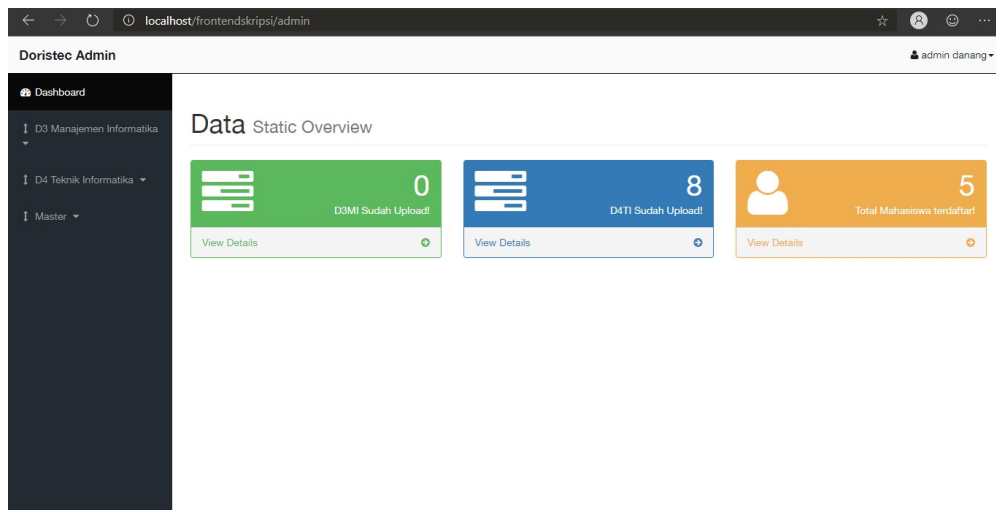 localhost/frontendskripsi/admin
Doristec Admin
admin danang
Dashboard
D3 Manajemen Informatika
D4 Teknik Informatika
Master
Data Static Overview
0
D3MI Sudah Upload!
View Details
8
D4TI Sudah Upload!
View Details
5
Total Mahasiswa terdaftar!
View Details